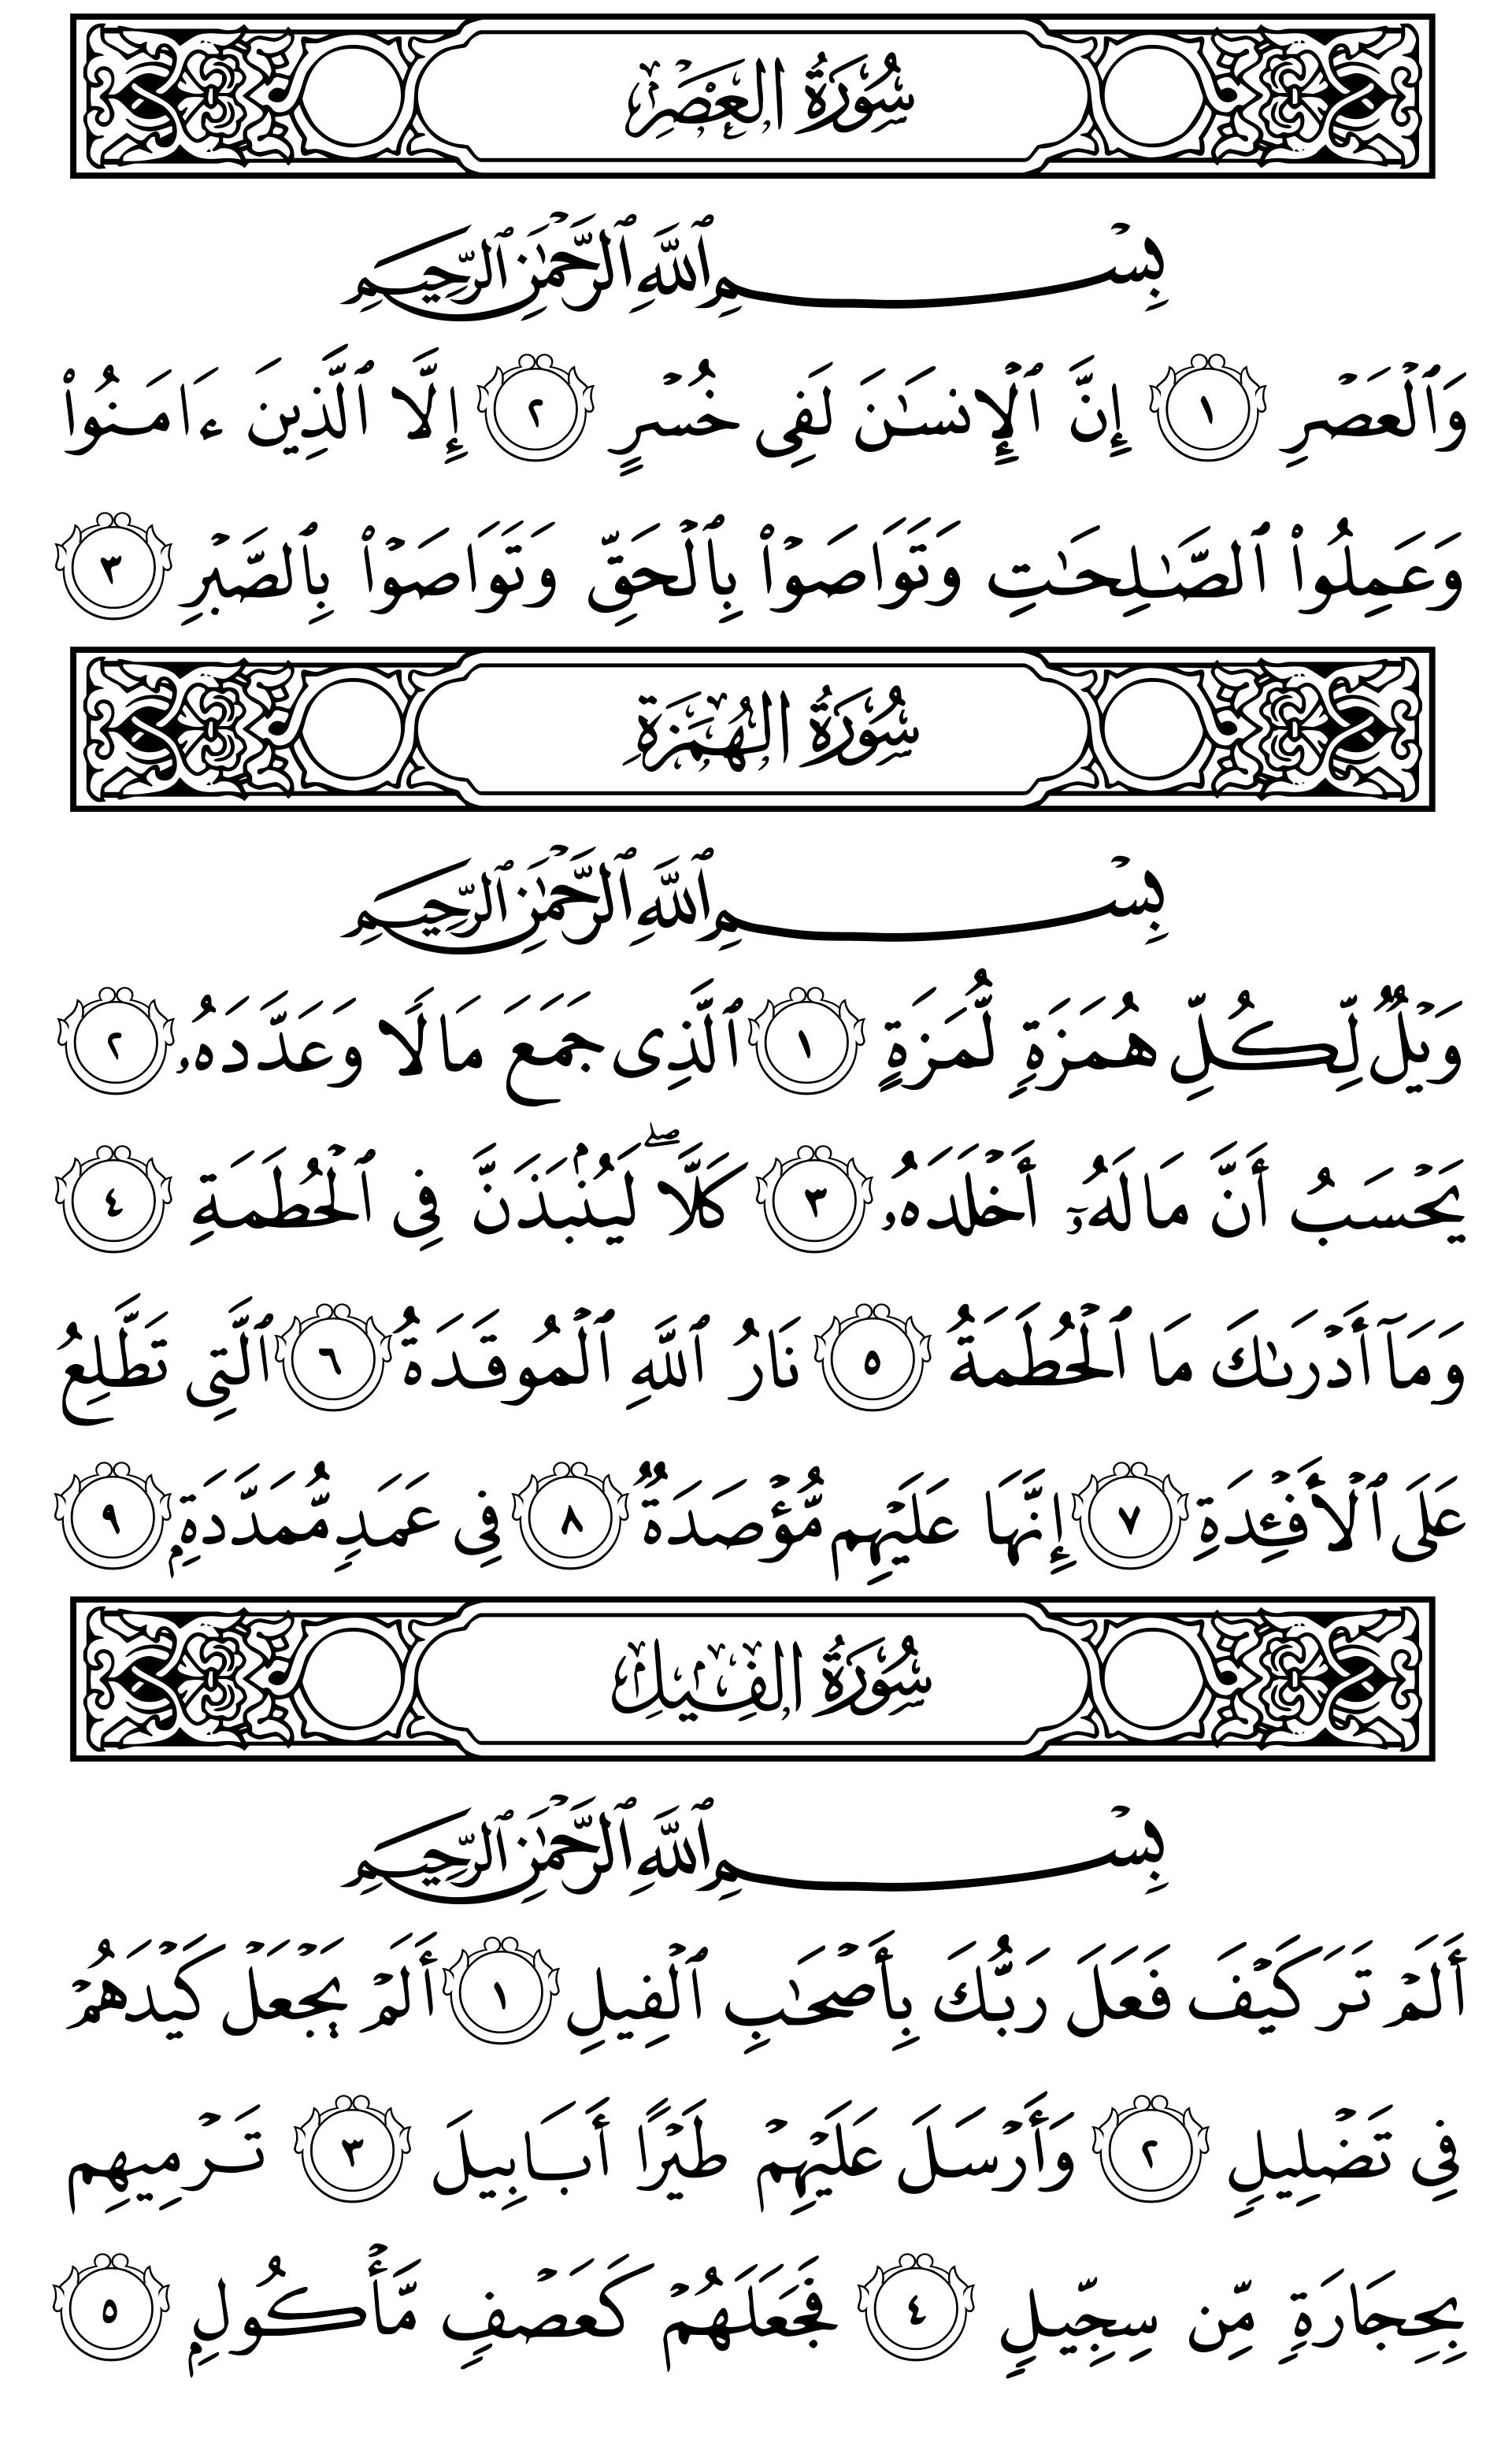 سُورَةُ العَصْرِ
بِسْمِ ٱللَّهِ ٱلرَّحْمَٰنِ ٱلرَّحِيمِ
وَٱلْعَصْرِ ١ إِنَّ ٱلْإِنسَٰنَ لَفِى خُسْرٍ ٢ إِلَّا ٱلَّذِينَ ءَامَنُوا۟
وَعَمِلُوا۟ ٱلصَّٰلِحَٰتِ وَتَوَاصَوْا۟ بِٱلْحَقِّ وَتَوَاصَوْا۟ بِٱلصَّبْرِ ٣
سُورَةُ الهُمَزَةِ
بِسْمِ ٱللَّهِ ٱلرَّحْمَٰنِ ٱلرَّحِيمِ
وَيْلٌ لِّكُلِّ هُمَزَةٍ لُّمَزَةٍ ١ ٱلَّذِى جَمَعَ مَالًا وَعَدَّدَهُۥ ٢
يَحْسَبُ أَنَّ مَالَهُۥٓ أَخْلَدَهُۥ ٣ كَلَّا ۖ لَيُنۢبَذَنَّ فِى ٱلْحُطَمَةِ ٤
وَمَآ أَدْرَىٰكَ مَا ٱلْحُطَمَةُ ٥ نَارُ ٱللَّهِ ٱلْمُوقَدَةُ ٦ ٱلَّتِى تَطَّلِعُ
عَلَى ٱلْأَفْـِٔدَةِ ٧ إِنَّهَا عَلَيْهِم مُّؤْصَدَةٌ ٨ فِى عَمَدٍ مُّمَدَّدَةٍۭ ٩
سُورَةُ الفِيلِ
بِسْمِ ٱللَّهِ ٱلرَّحْمَٰنِ ٱلرَّحِيمِ
أَلَمْ تَرَ كَيْفَ فَعَلَ رَبُّكَ بِأَصْحَٰبِ ٱلْفِيلِ ١ أَلَمْ يَجْعَلْ كَيْدَهُمْ
فِى تَضْلِيلٍ ٢ وَأَرْسَلَ عَلَيْهِمْ طَيْرًا أَبَابِيلَ ٣ تَرْمِيهِم
بِحِجَارَةٍ مِّن سِجِّيلٍ ٤ فَجَعَلَهُمْ كَعَصْفٍ مَّأْكُولٍۭ ٥